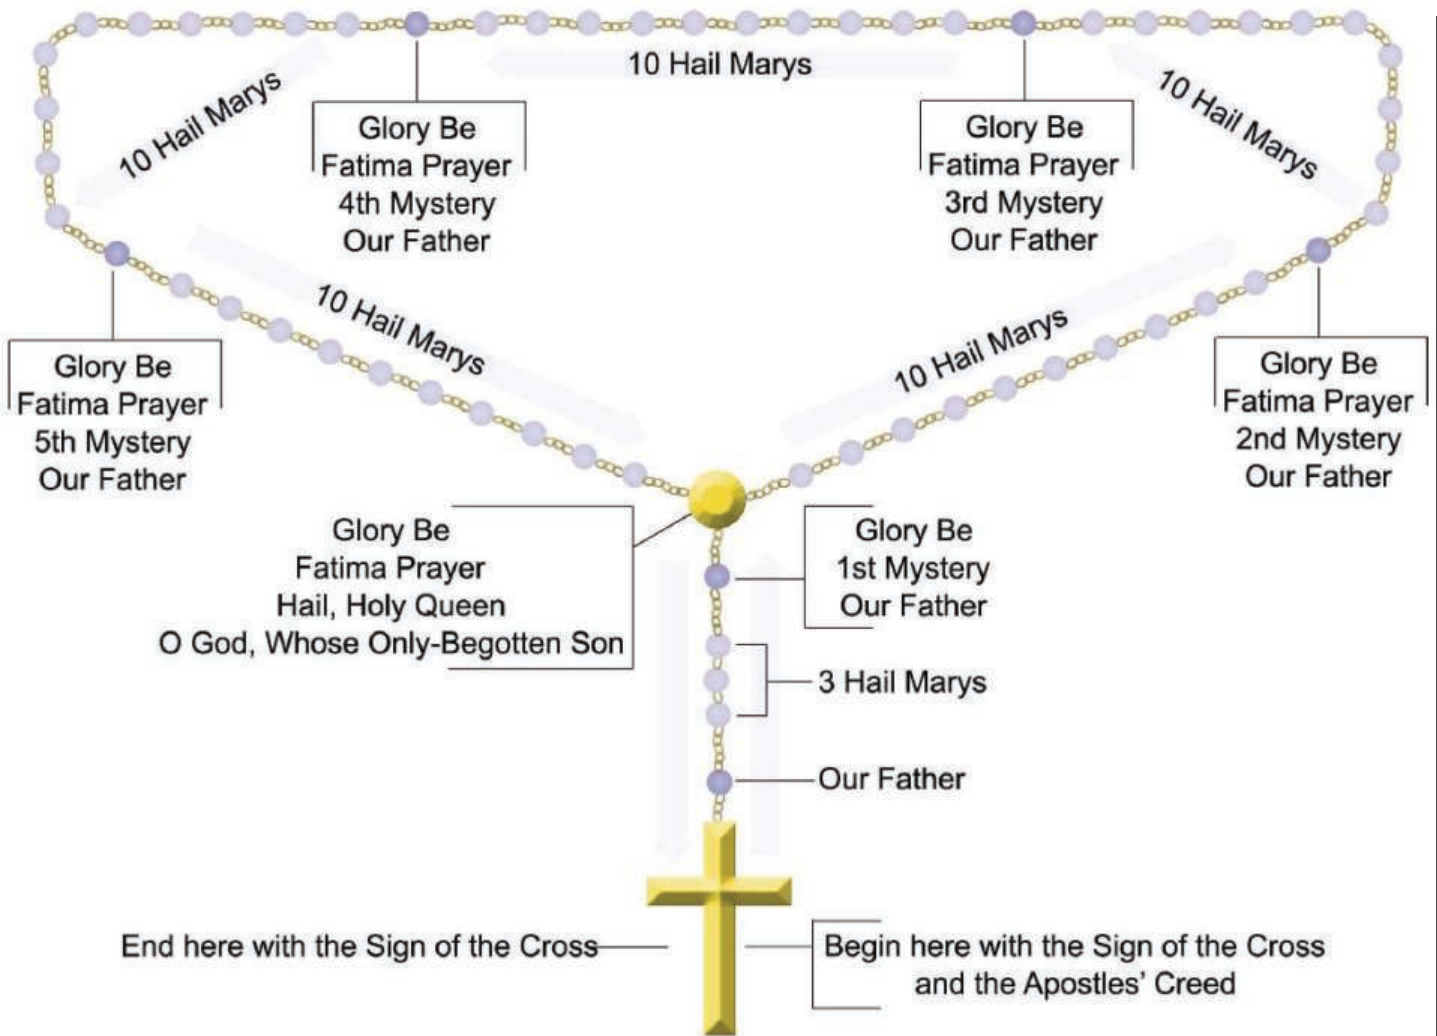 10 Hail Marys
10 Hail Marys
10 Hail Marys
Glory Be
Fatima Prayer
4th Mystery
Our Father
Glory Be
Fatima Prayer
3rd Mystery
Our Father
10 Hail Marys
10 Hail Marys
Glory Be
Fatima Prayer
5th Mystery
Our Father
Glory Be
Fatima Prayer
2nd Mystery
Our Father
Glory Be
Fatima Prayer
Hail, Holy Queen
O God, Whose Only-Begotten Son
Glory Be
1st Mystery
Our Father
3 Hail Marys
Our Father
End here with the Sign of the Cross
Begin here with the Sign of the Cross
and the Apostles’ Creed